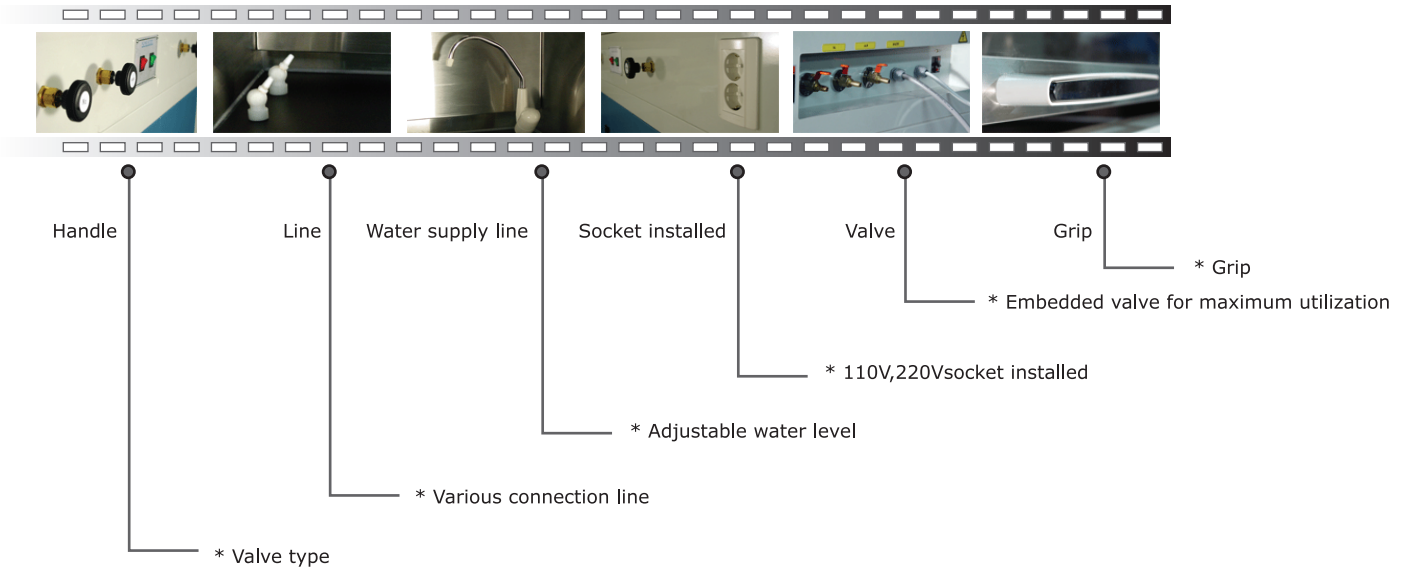 Handle
Line
Water supply line
Socket installed
Valve
Grip
* Grip
* Embedded valve for maximum utilization
* 110V,220Vsocket installed
* Adjustable water level
* Various connection line
* Valve type